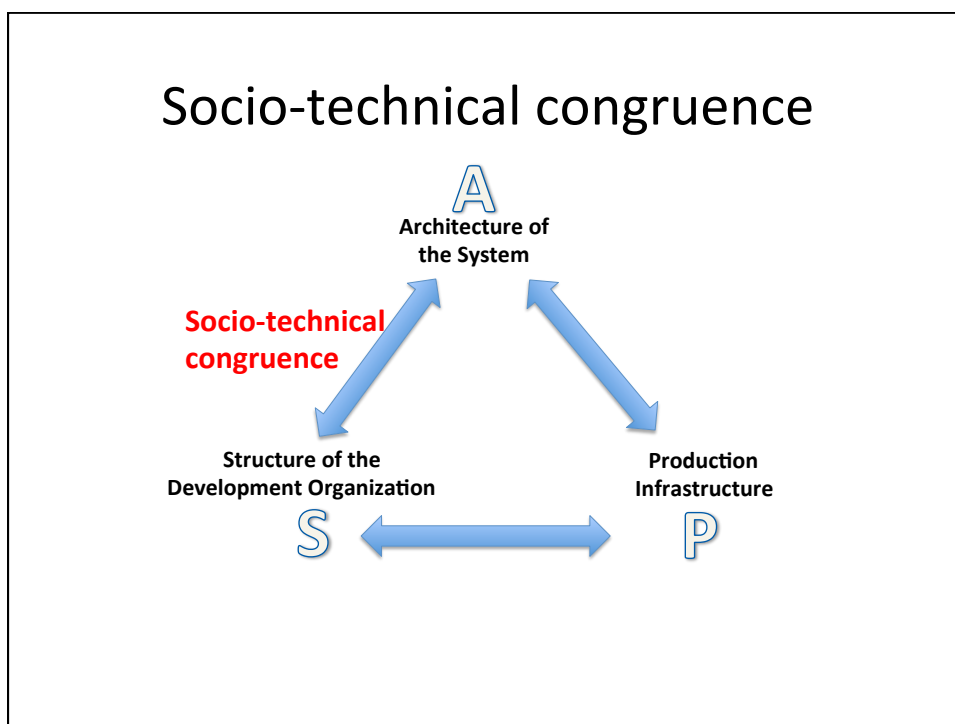 Socio-technical congruence
A
Architecture of
the System
Socio-technical
congruence
Structure of the
Development Organization
S
Production
Infrastructure
P